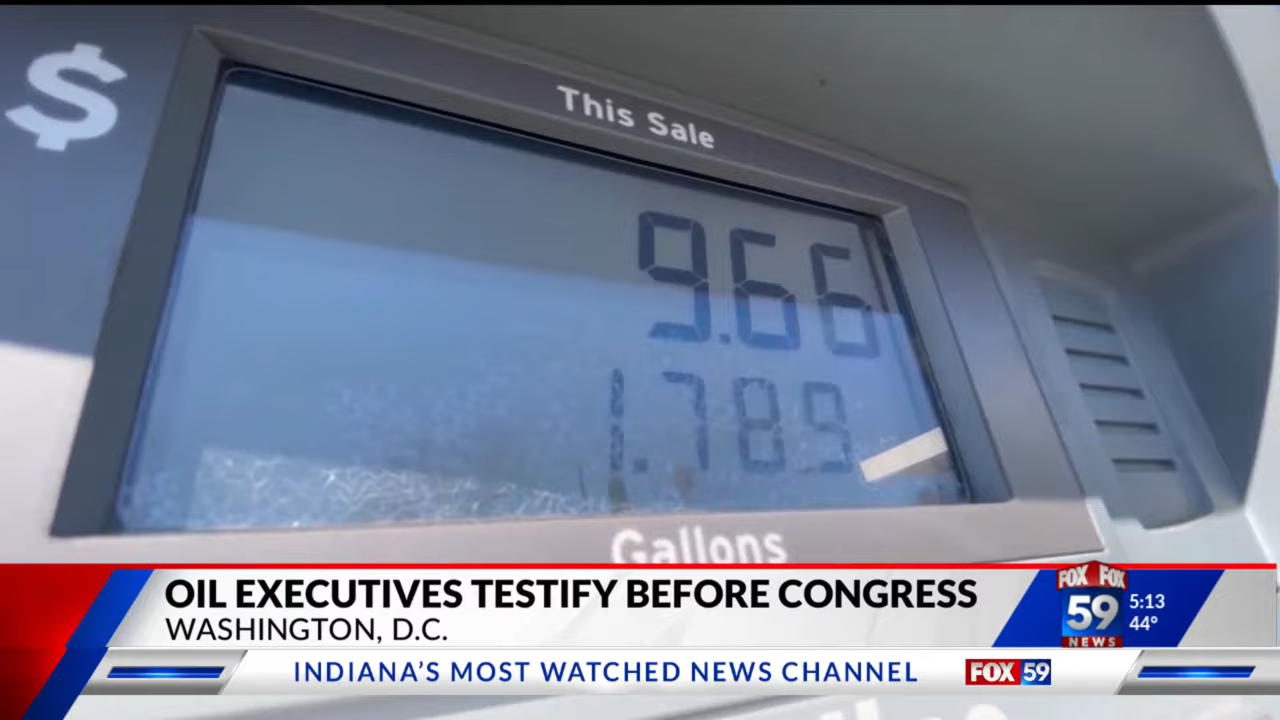 $
This Sale
9.66
1.789
Gallons
OIL EXECUTIVES TESTIFY BEFORE CONGRESS
WASHINGTON, D.C.
FOX FOX
59
NEWS
5:13
44°
INDIANA'S MOST WATCHED NEWS CHANNEL
FOX 59